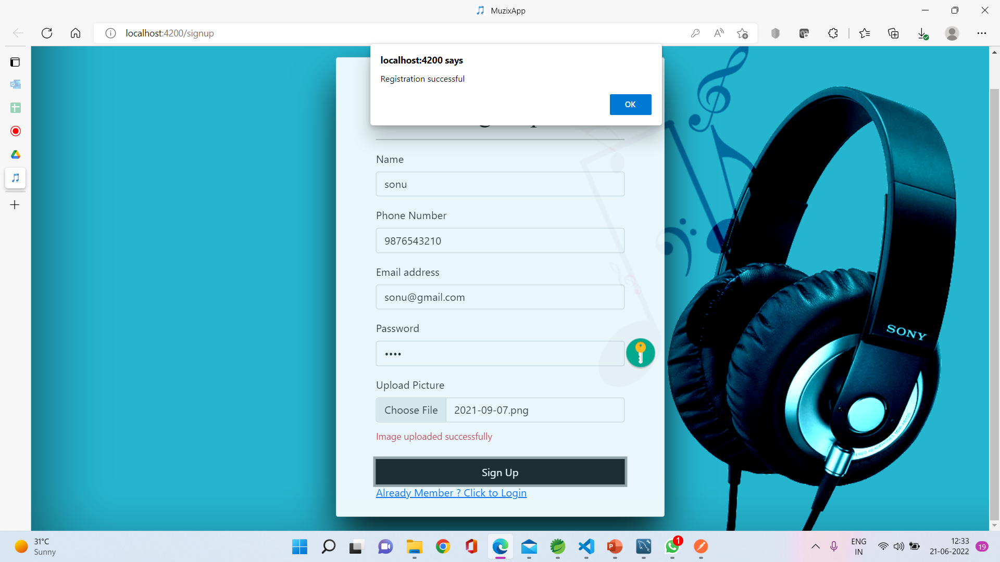 MuzixApp
localhost:4200/signup
localhost:4200 says
Registration successful
OK
Name
sonu
Phone Number
9876543210
Email address
sonu@gmail.com
Password
••••
Upload Picture
Choose File 2021-09-07.png
Image uploaded successfully
Sign Up
Already Member ? Click to Login
SONY
31°C
Sunny
1
ENG
IN
12:33
21-06-2022
19